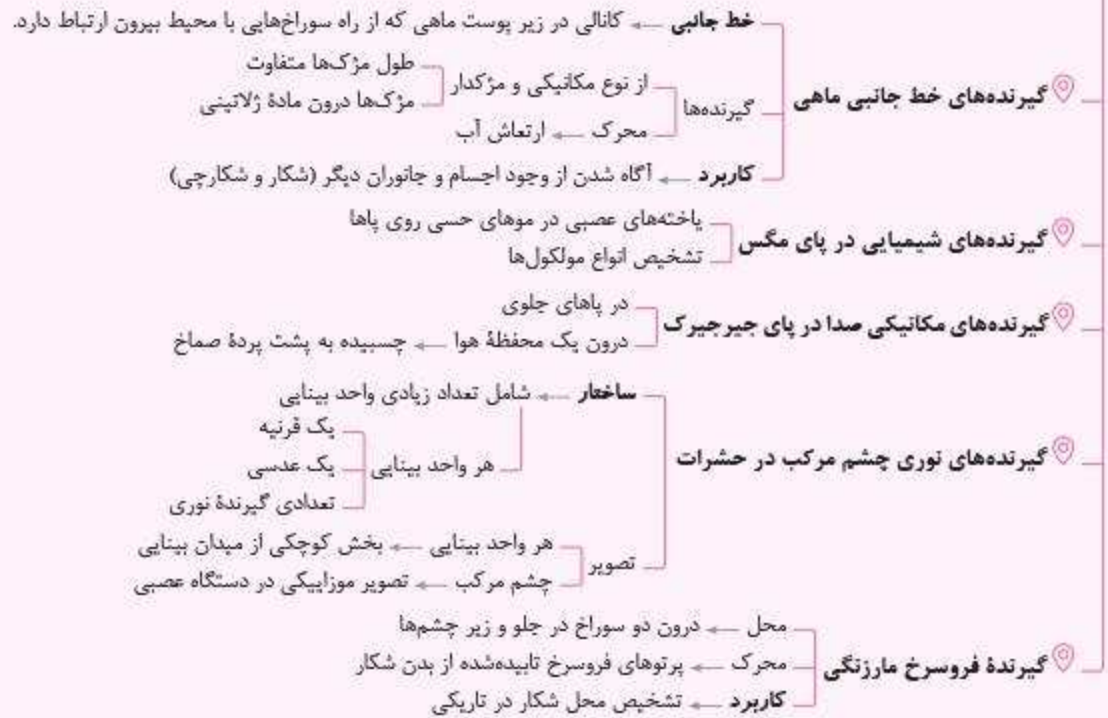 خط جانبی ← کانالی در زیر پوست ماهی که از راه سوراخ‌هایی با محیط بیرون ارتباط دارد.
گیرنده‌های خط جانبی ماهی
گیرنده‌ها
از نوع مکانیکی و مژکدار
طول مژک‌ها متفاوت
مژک‌ها درون مادهٔ ژلاتینی
محرک ← ارتعاش آب
کاربرد ← آگاه شدن از وجود اجسام و جانوران دیگر (شکار و شکارچی)
گیرنده‌های شیمیایی در پای مگس
یاخته‌های عصبی در موهای حسی روی پاها
تشخیص انواع مولکول‌ها
گیرنده‌های مکانیکی صدا در پای جیرجیرک
در پاهای جلوی
درون یک محفظهٔ هوا ← چسبیده به پشت پردهٔ صماخ
گیرنده‌های نوری چشم مرکب در حشرات
ساختار ← شامل تعداد زیادی واحد بینایی
هر واحد بینایی
یک قرنیه
یک عدسی
تعدادی گیرندهٔ نوری
تصویر
هر واحد بینایی ← بخش کوچکی از میدان بینایی
چشم مرکب ← تصویر موزاییکی در دستگاه عصبی
گیرندهٔ فروسرخ مارزنگی
محل ← درون دو سوراخ در جلو و زیر چشم‌ها
محرک ← پرتوهای فروسرخ تابیده‌شده از بدن شکار
کاربرد ← تشخیص محل شکار در تاریکی